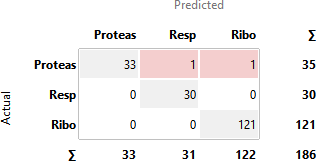 Predicted
Proteas Resp Ribo Σ
Actual
Proteas 33 1 1 35
Resp 0 30 0 30
Ribo 0 0 121 121
Σ 33 31 122 186